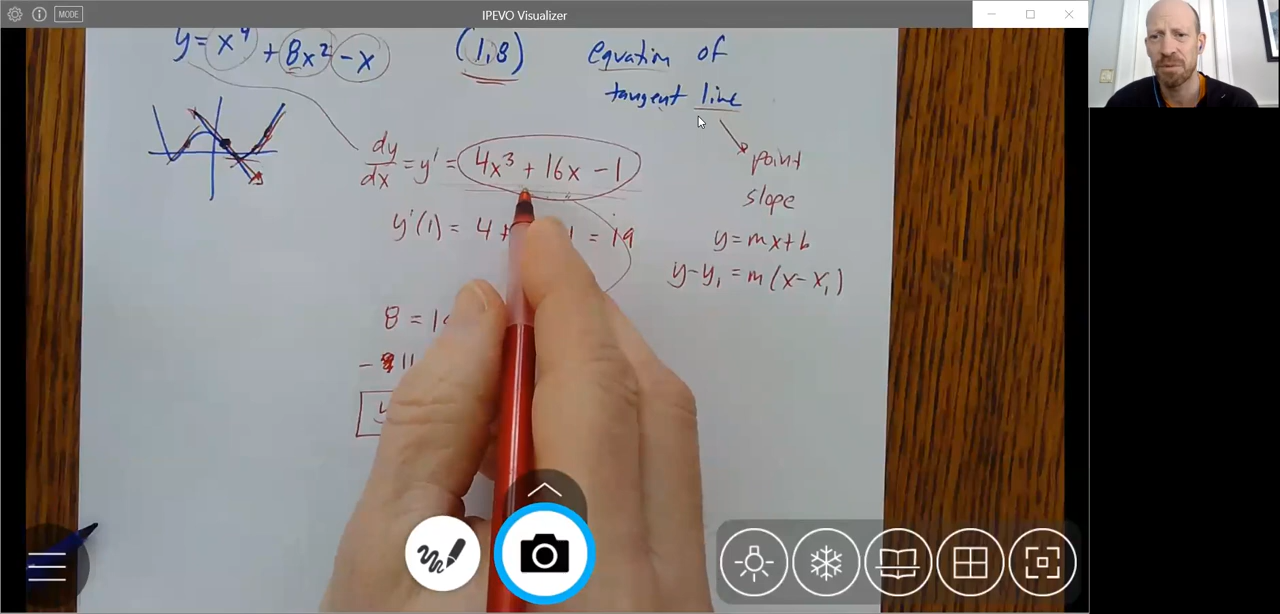 IPEVO Visualizer
MODE
y = x⁴ + 8x² - x (1,8) equation of
tangent line
point
slope
dy/dx = y' = 4x³ + 16x - 1
y'(1) = 4 + 1 = 19
y = mx + b
y - y₁ = m(x - x₁)
8 =
- 11